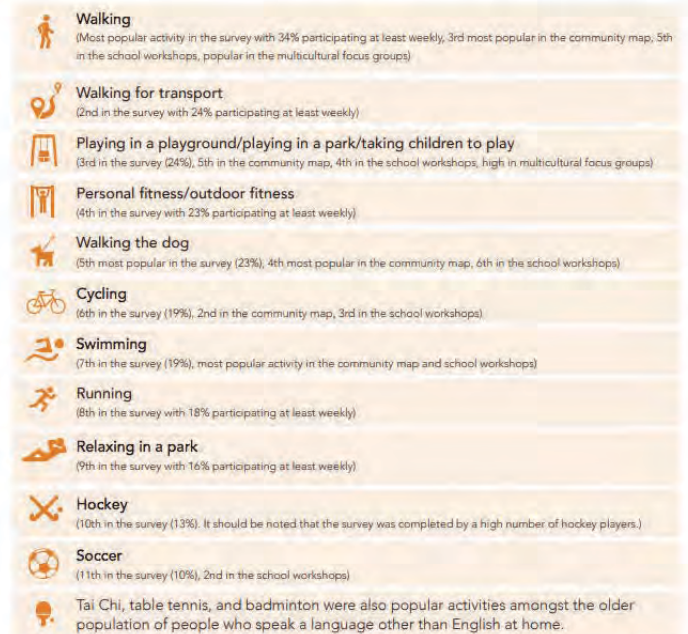 Walking
(Most popular activity in the survey with 34% participating at least weekly, 3rd most popular in the community map, 5th
in the school workshops, popular in the multicultural focus groups)
Walking for transport
(2nd in the survey with 24% participating at least weekly)
Playing in a playground/playing in a park/taking children to play
(3rd in the survey (24%), 5th in the community map, 4th in the school workshops, high in multicultural focus groups)
Personal fitness/outdoor fitness
(4th in the survey with 23% participating at least weekly)
Walking the dog
(5th most popular in the survey (23%), 4th most popular in the community map, 6th in the school workshops)
Cycling
(6th in the survey (19%), 2nd in the community map, 3rd in the school workshops)
Swimming
(7th in the survey (19%), most popular activity in the community map and school workshops)
Running
(8th in the survey with 18% participating at least weekly)
Relaxing in a park
(9th in the survey with 16% participating at least weekly)
Hockey
(10th in the survey (13%). It should be noted that the survey was completed by a high number of hockey players.)
Soccer
(11th in the survey (10%), 2nd in the school workshops)
Tai Chi, table tennis, and badminton were also popular activities amongst the older
population of people who speak a language other than English at home.